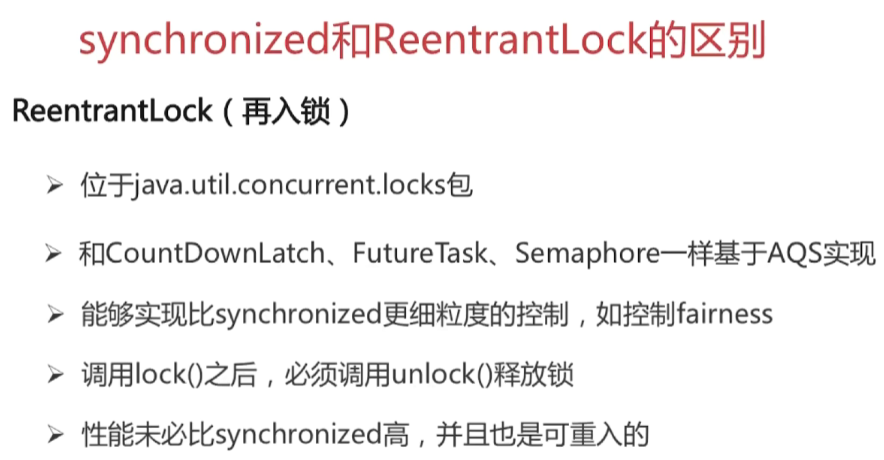 synchronized和ReentrantLock的区别
ReentrantLock（再入锁）
➢ 位于java.util.concurrent.locks包
➢ 和CountDownLatch、FutureTask、Semaphore一样基于AQS实现
➢ 能够实现比synchronized更细粒度的控制，如控制fairness
➢ 调用lock()之后，必须调用unlock()释放锁
➢ 性能未必比synchronized高，并且也是可重入的